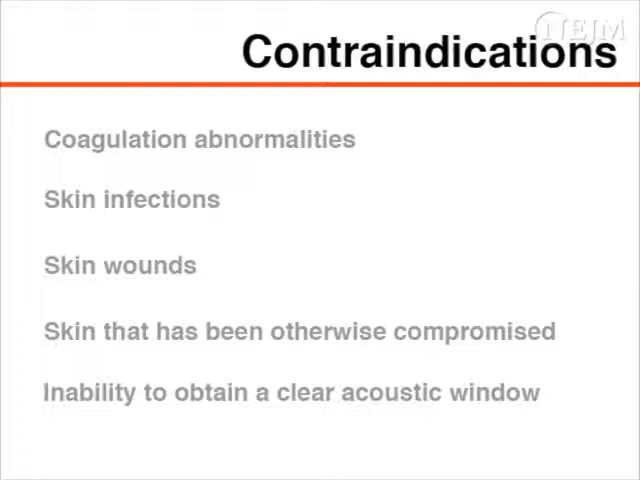 NEJM
Contraindications
Coagulation abnormalities
Skin infections
Skin wounds
Skin that has been otherwise compromised
Inability to obtain a clear acoustic window